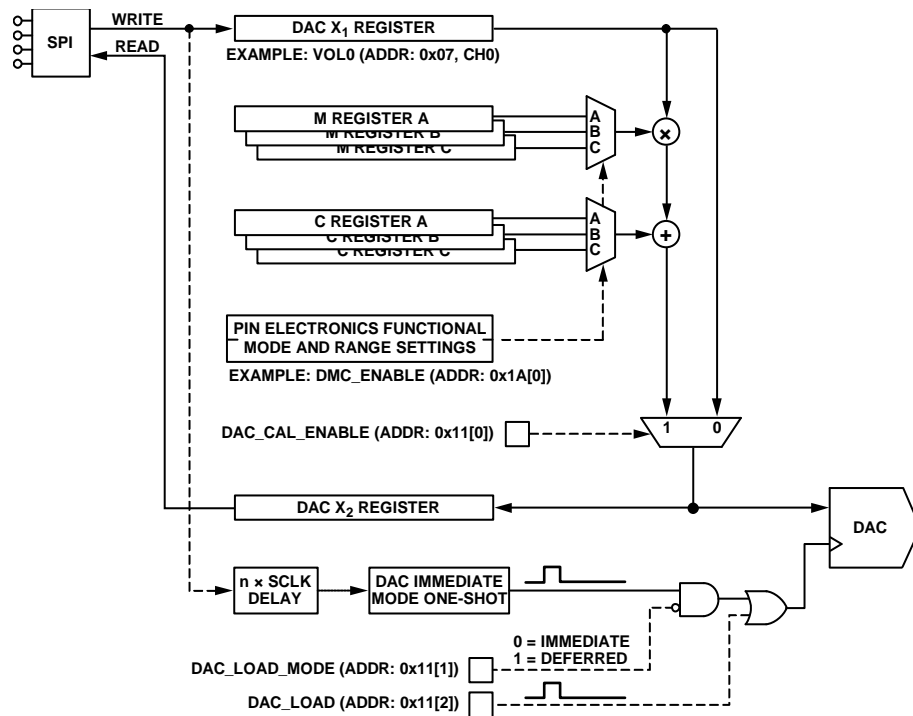 SPI
WRITE
READ
DAC X₁ REGISTER
EXAMPLE: VOL0 (ADDR: 0x07, CH0)
M REGISTER A
M REGISTER B
M REGISTER C
A
B
C
×
C REGISTER A
C REGISTER B
C REGISTER C
A
B
C
+
PIN ELECTRONICS FUNCTIONAL
MODE AND RANGE SETTINGS
EXAMPLE: DMC_ENABLE (ADDR: 0x1A[0])
DAC_CAL_ENABLE (ADDR: 0x11[0])
1 0
DAC X₂ REGISTER
DAC
n × SCLK
DELAY
DAC IMMEDIATE
MODE ONE-SHOT
0 = IMMEDIATE
1 = DEFERRED
DAC_LOAD_MODE (ADDR: 0x11[1])
DAC_LOAD (ADDR: 0x11[2])